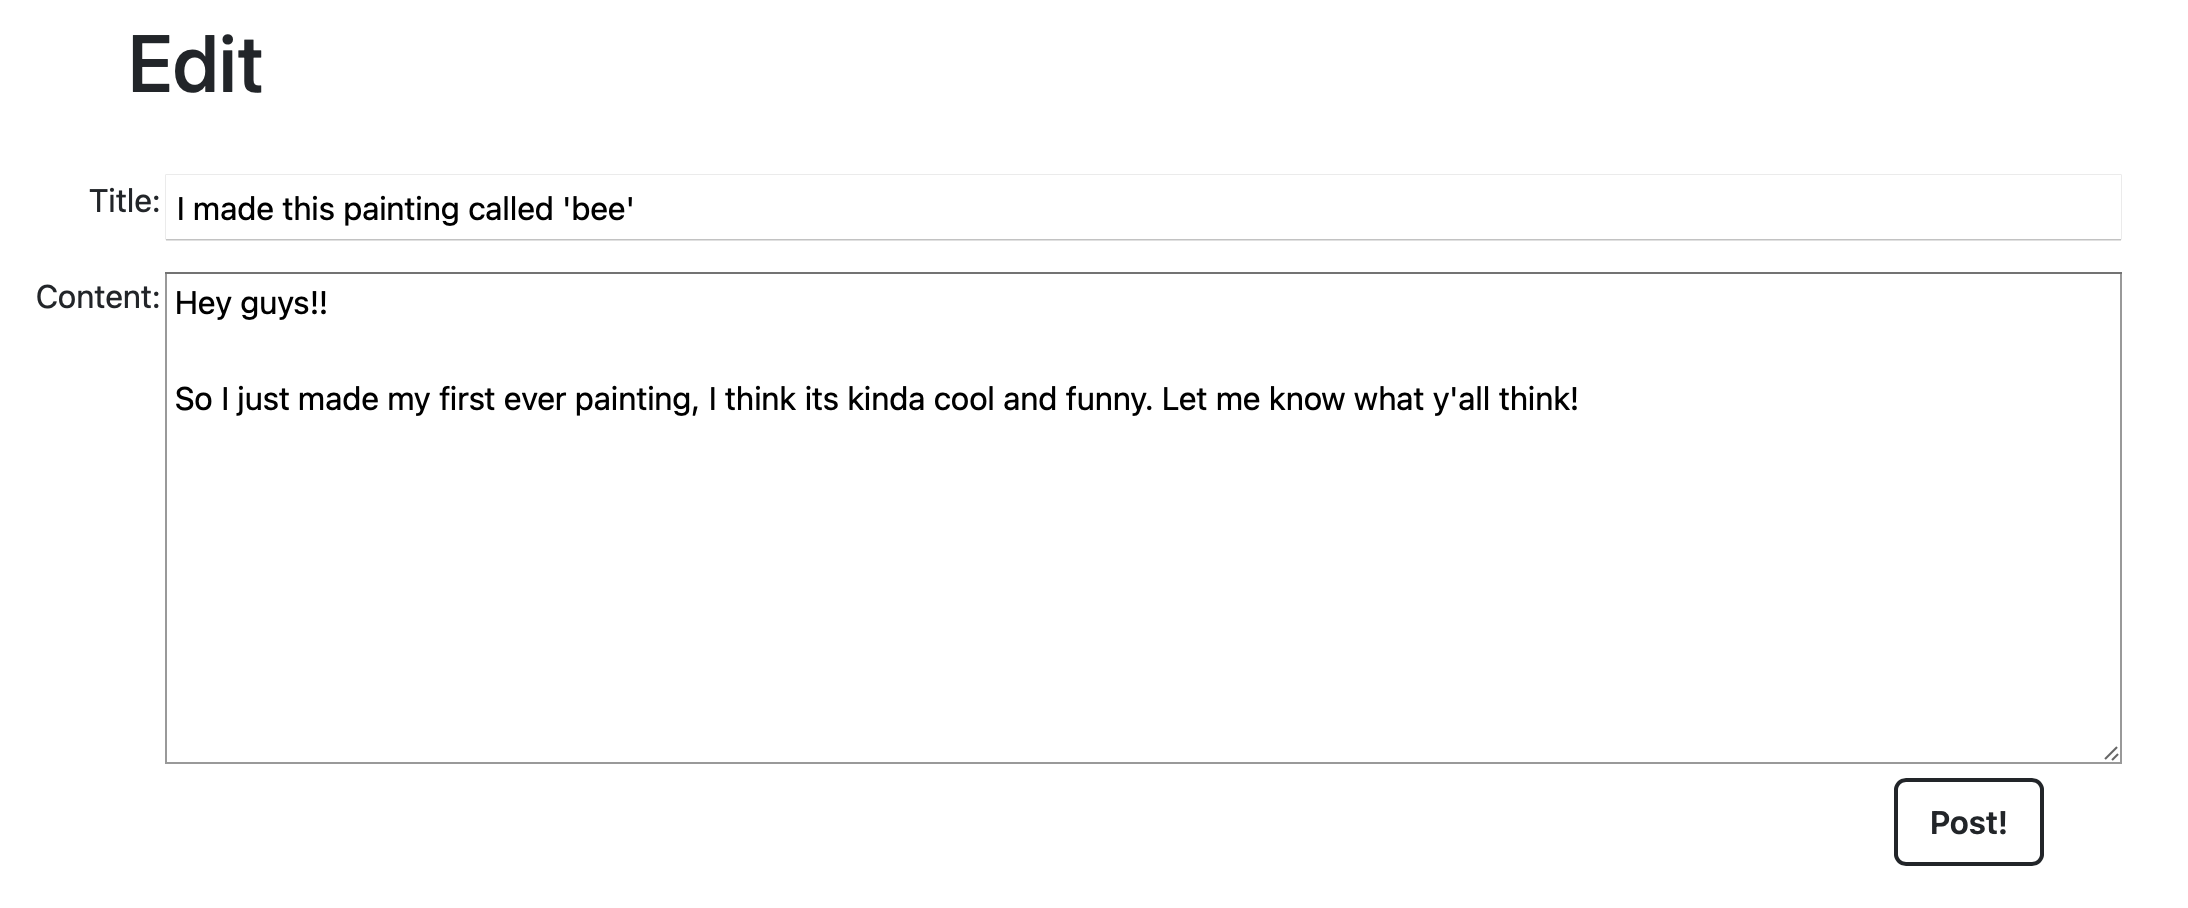 Edit
Title: I made this painting called 'bee'
Content: Hey guys!!
So I just made my first ever painting, I think its kinda cool and funny. Let me know what y'all think!
Post!